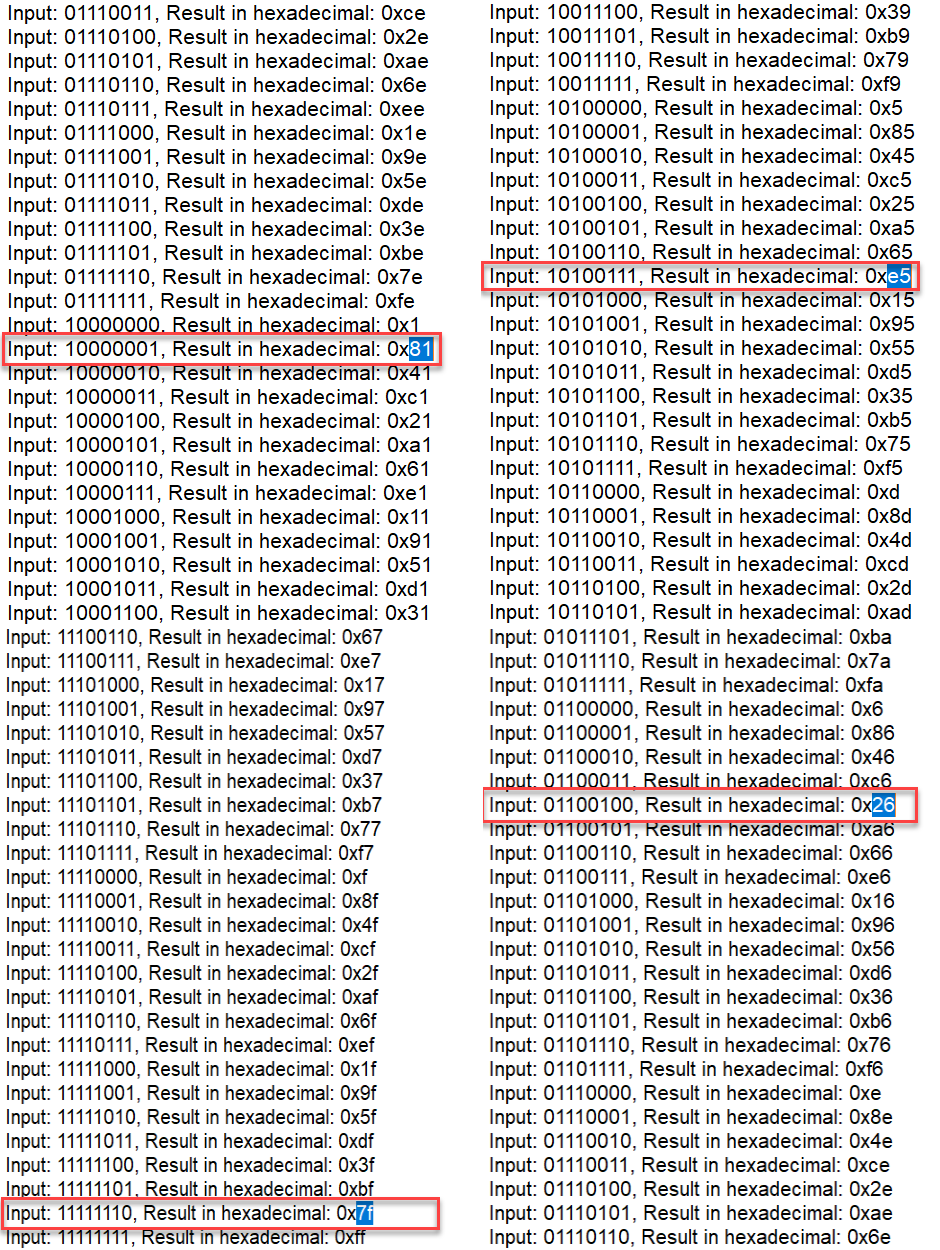 Input: 01110011, Result in hexadecimal: 0xce
Input: 01110100, Result in hexadecimal: 0x2e
Input: 01110101, Result in hexadecimal: 0xae
Input: 01110110, Result in hexadecimal: 0x6e
Input: 01110111, Result in hexadecimal: 0xee
Input: 01111000, Result in hexadecimal: 0x1e
Input: 01111001, Result in hexadecimal: 0x9e
Input: 01111010, Result in hexadecimal: 0x5e
Input: 01111011, Result in hexadecimal: 0xde
Input: 01111100, Result in hexadecimal: 0x3e
Input: 01111101, Result in hexadecimal: 0xbe
Input: 01111110, Result in hexadecimal: 0x7e
Input: 01111111, Result in hexadecimal: 0xfe
Input: 10000000, Result in hexadecimal: 0x1
Input: 10000001, Result in hexadecimal: 0x81
Input: 10000010, Result in hexadecimal: 0x41
Input: 10000011, Result in hexadecimal: 0xc1
Input: 10000100, Result in hexadecimal: 0x21
Input: 10000101, Result in hexadecimal: 0xa1
Input: 10000110, Result in hexadecimal: 0x61
Input: 10000111, Result in hexadecimal: 0xe1
Input: 10001000, Result in hexadecimal: 0x11
Input: 10001001, Result in hexadecimal: 0x91
Input: 10001010, Result in hexadecimal: 0x51
Input: 10001011, Result in hexadecimal: 0xd1
Input: 10001100, Result in hexadecimal: 0x31
Input: 11100110, Result in hexadecimal: 0x67
Input: 11100111, Result in hexadecimal: 0xe7
Input: 11101000, Result in hexadecimal: 0x17
Input: 11101001, Result in hexadecimal: 0x97
Input: 11101010, Result in hexadecimal: 0x57
Input: 11101011, Result in hexadecimal: 0xd7
Input: 11101100, Result in hexadecimal: 0x37
Input: 11101101, Result in hexadecimal: 0xb7
Input: 11101110, Result in hexadecimal: 0x77
Input: 11101111, Result in hexadecimal: 0xf7
Input: 11110000, Result in hexadecimal: 0xf
Input: 11110001, Result in hexadecimal: 0x8f
Input: 11110010, Result in hexadecimal: 0x4f
Input: 11110011, Result in hexadecimal: 0xcf
Input: 11110100, Result in hexadecimal: 0x2f
Input: 11110101, Result in hexadecimal: 0xaf
Input: 11110110, Result in hexadecimal: 0x6f
Input: 11110111, Result in hexadecimal: 0xef
Input: 11111000, Result in hexadecimal: 0x1f
Input: 11111001, Result in hexadecimal: 0x9f
Input: 11111010, Result in hexadecimal: 0x5f
Input: 11111011, Result in hexadecimal: 0xdf
Input: 11111100, Result in hexadecimal: 0x3f
Input: 11111101, Result in hexadecimal: 0xbf
Input: 11111110, Result in hexadecimal: 0x7f
Input: 11111111, Result in hexadecimal: 0xff
Input: 10011100, Result in hexadecimal: 0x39
Input: 10011101, Result in hexadecimal: 0xb9
Input: 10011110, Result in hexadecimal: 0x79
Input: 10011111, Result in hexadecimal: 0xf9
Input: 10100000, Result in hexadecimal: 0x5
Input: 10100001, Result in hexadecimal: 0x85
Input: 10100010, Result in hexadecimal: 0x45
Input: 10100011, Result in hexadecimal: 0xc5
Input: 10100100, Result in hexadecimal: 0x25
Input: 10100101, Result in hexadecimal: 0xa5
Input: 10100110, Result in hexadecimal: 0x65
Input: 10100111, Result in hexadecimal: 0xe5
Input: 10101000, Result in hexadecimal: 0x15
Input: 10101001, Result in hexadecimal: 0x95
Input: 10101010, Result in hexadecimal: 0x55
Input: 10101011, Result in hexadecimal: 0xd5
Input: 10101100, Result in hexadecimal: 0x35
Input: 10101101, Result in hexadecimal: 0xb5
Input: 10101110, Result in hexadecimal: 0x75
Input: 10101111, Result in hexadecimal: 0xf5
Input: 10110000, Result in hexadecimal: 0xd
Input: 10110001, Result in hexadecimal: 0x8d
Input: 10110010, Result in hexadecimal: 0x4d
Input: 10110011, Result in hexadecimal: 0xcd
Input: 10110100, Result in hexadecimal: 0x2d
Input: 10110101, Result in hexadecimal: 0xad
Input: 01011101, Result in hexadecimal: 0xba
Input: 01011110, Result in hexadecimal: 0x7a
Input: 01011111, Result in hexadecimal: 0xfa
Input: 01100000, Result in hexadecimal: 0x6
Input: 01100001, Result in hexadecimal: 0x86
Input: 01100010, Result in hexadecimal: 0x46
Input: 01100011, Result in hexadecimal: 0xc6
Input: 01100100, Result in hexadecimal: 0x26
Input: 01100101, Result in hexadecimal: 0xa6
Input: 01100110, Result in hexadecimal: 0x66
Input: 01100111, Result in hexadecimal: 0xe6
Input: 01101000, Result in hexadecimal: 0x16
Input: 01101001, Result in hexadecimal: 0x96
Input: 01101010, Result in hexadecimal: 0x56
Input: 01101011, Result in hexadecimal: 0xd6
Input: 01101100, Result in hexadecimal: 0x36
Input: 01101101, Result in hexadecimal: 0xb6
Input: 01101110, Result in hexadecimal: 0x76
Input: 01101111, Result in hexadecimal: 0xf6
Input: 01110000, Result in hexadecimal: 0xe
Input: 01110001, Result in hexadecimal: 0x8e
Input: 01110010, Result in hexadecimal: 0x4e
Input: 01110011, Result in hexadecimal: 0xce
Input: 01110100, Result in hexadecimal: 0x2e
Input: 01110101, Result in hexadecimal: 0xae
Input: 01110110, Result in hexadecimal: 0x6e